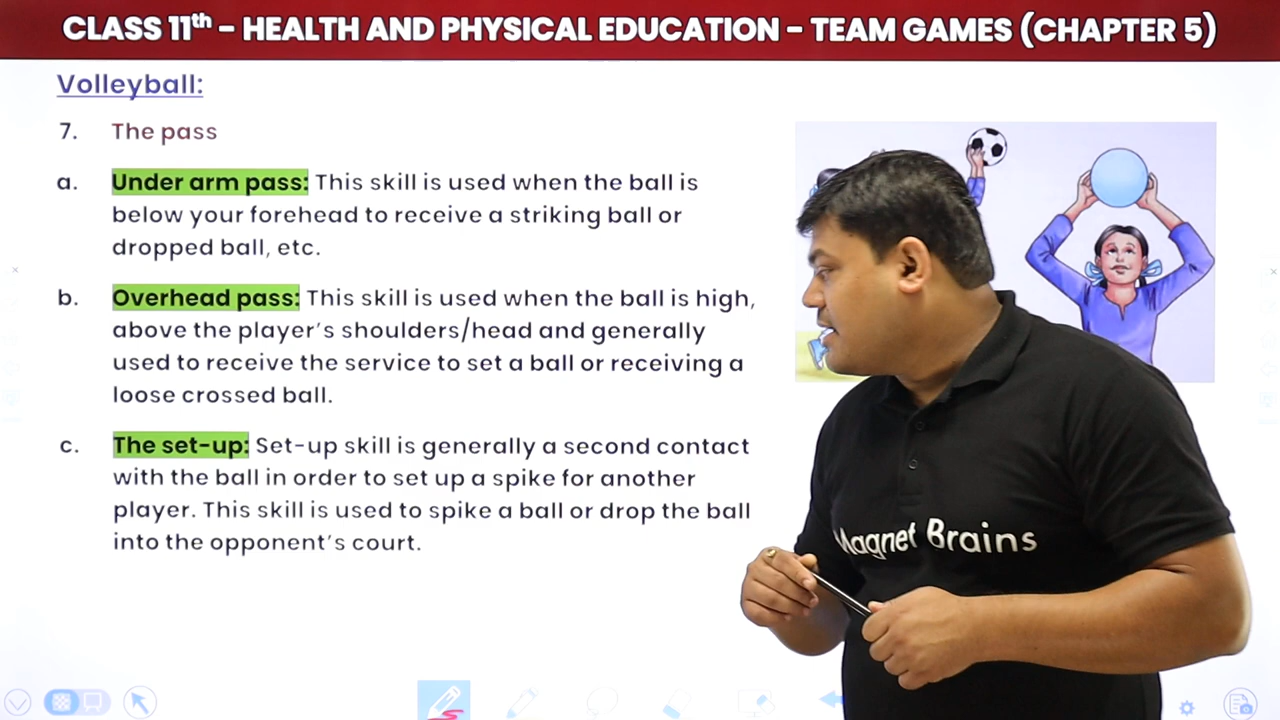 CLASS 11th - HEALTH AND PHYSICAL EDUCATION - TEAM GAMES (CHAPTER 5)
Volleyball:
7. The pass
a. Under arm pass: This skill is used when the ball is
below your forehead to receive a striking ball or
dropped ball, etc.
b. Overhead pass: This skill is used when the ball is high,
above the player's shoulders/head and generally
used to receive the service to set a ball or receiving a
loose crossed ball.
c. The set-up: Set-up skill is generally a second contact
with the ball in order to set up a spike for another
player. This skill is used to spike a ball or drop the ball
into the opponent's court.
Magnet Brains